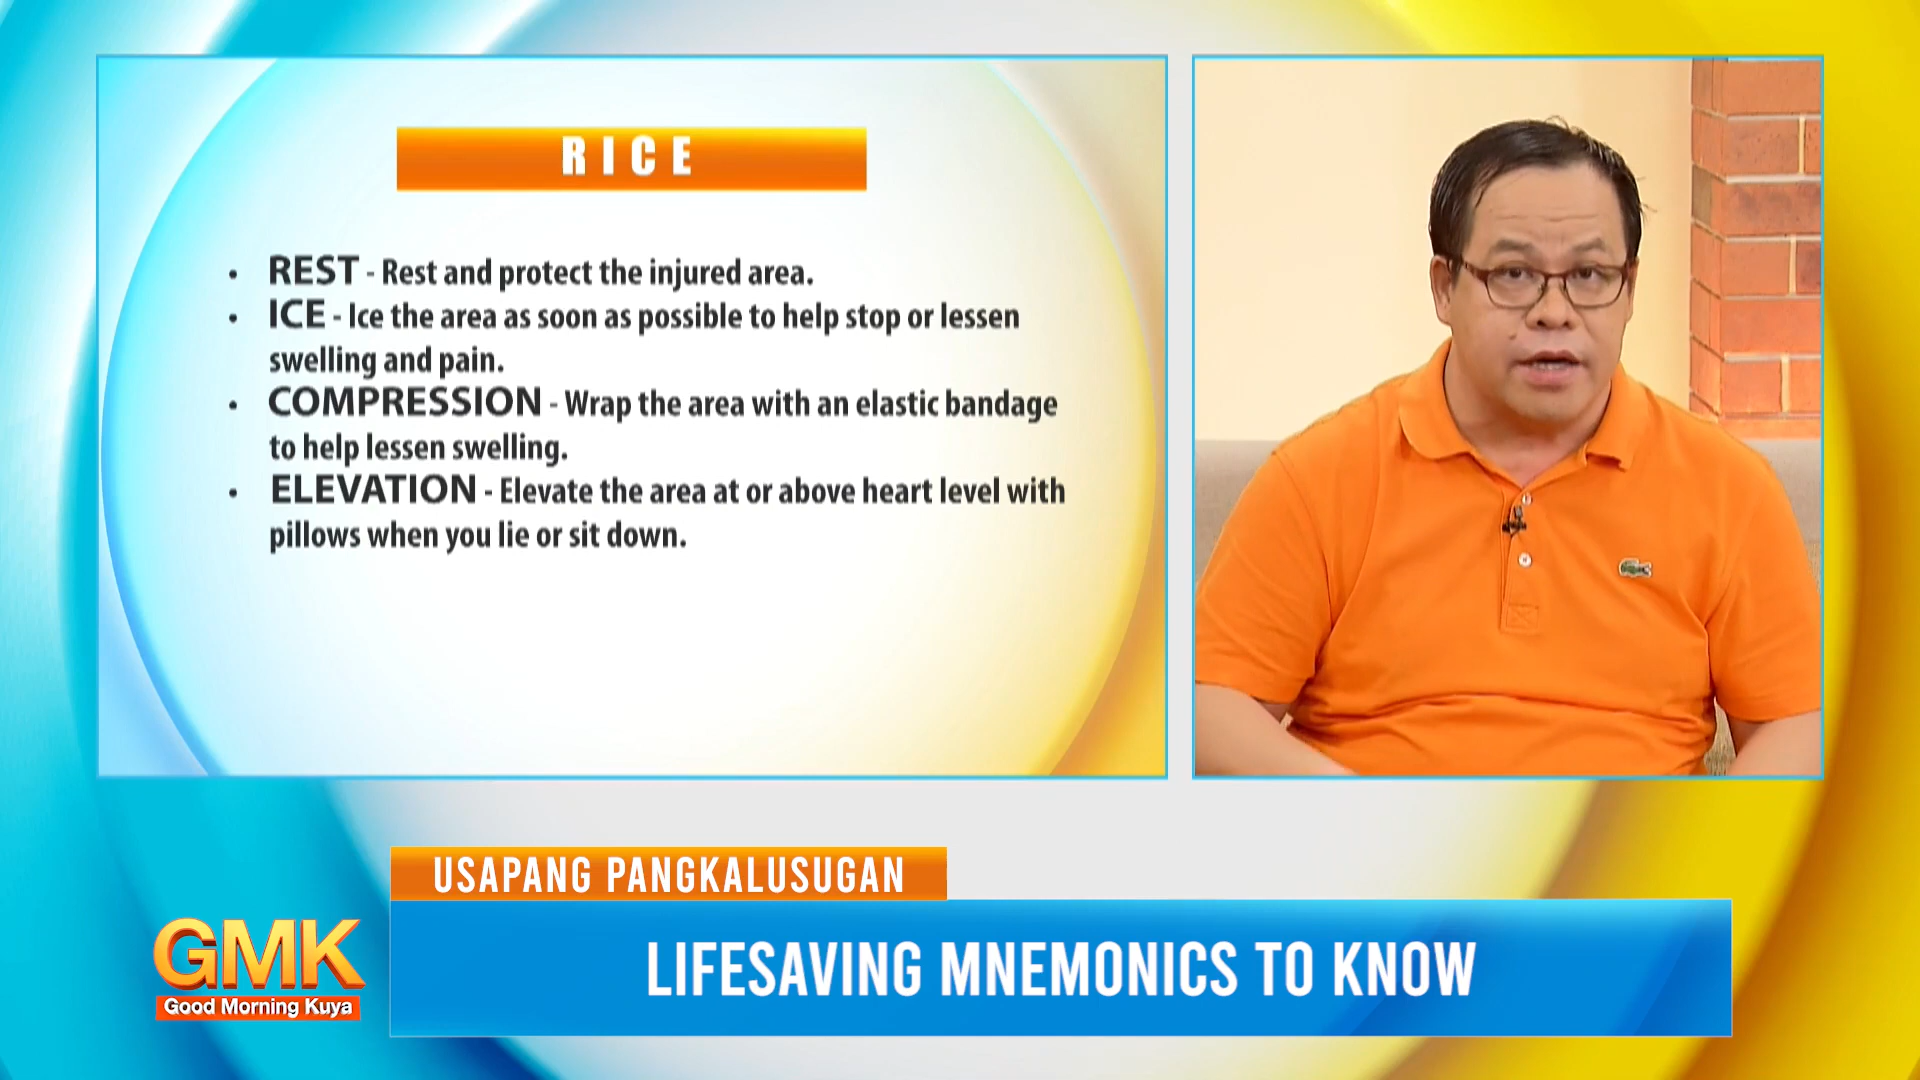 RICE
• REST - Rest and protect the injured area.
• ICE - Ice the area as soon as possible to help stop or lessen
swelling and pain.
• COMPRESSION - Wrap the area with an elastic bandage
to help lessen swelling.
• ELEVATION - Elevate the area at or above heart level with
pillows when you lie or sit down.
USAPANG PANGKALUSUGAN
LIFESAVING MNEMONICS TO KNOW
GMK
Good Morning Kuya